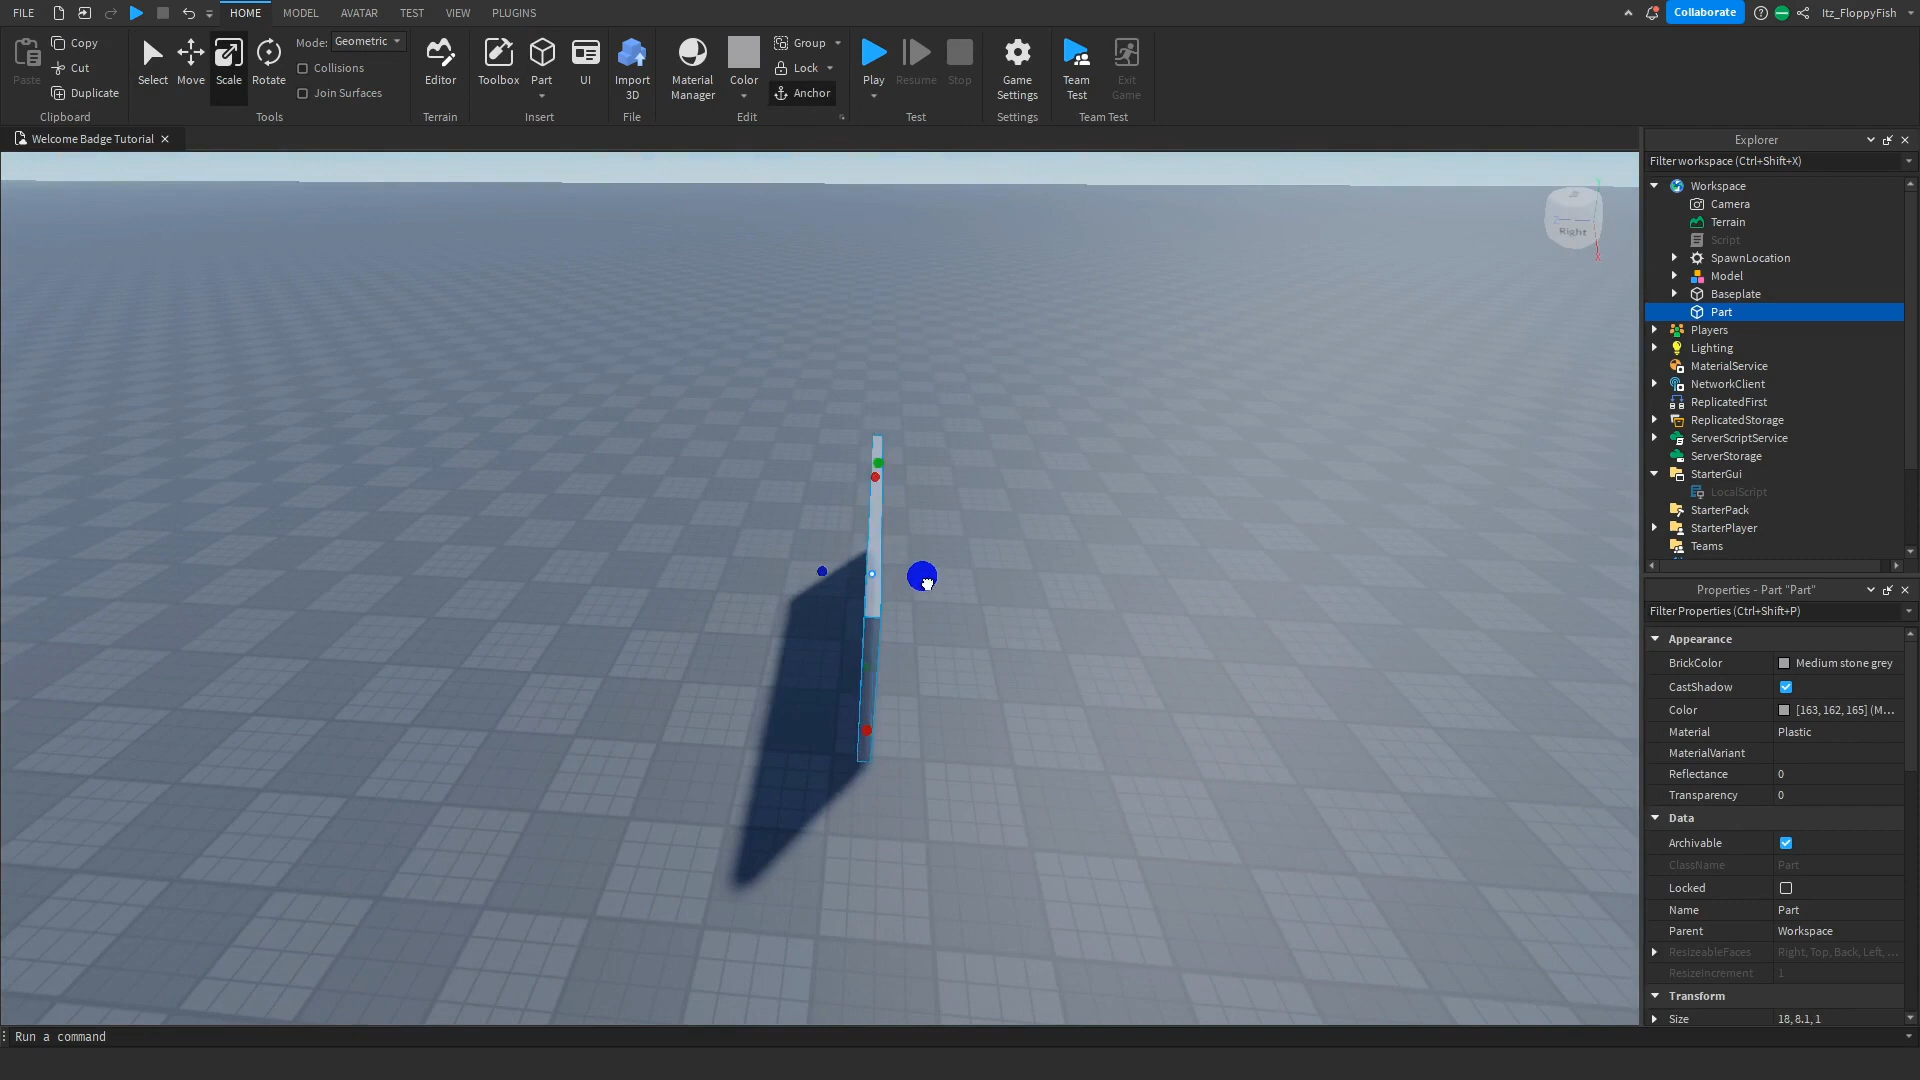 FILE
HOME
MODEL
AVATAR
TEST
VIEW
PLUGINS
Collaborate
Itz_FloppyFish
Paste
Copy
Cut
Duplicate
Clipboard
Select
Move
Scale
Rotate
Mode: Geometric
Collisions
Join Surfaces
Tools
Editor
Terrain
Toolbox
Part
UI
Insert
Import
3D
File
Material
Manager
Color
Group
Lock
Anchor
Edit
Play
Resume
Stop
Test
Game
Settings
Settings
Team
Test
Exit
Game
Team Test
Welcome Badge Tutorial
Right
Z
X
Explorer
Filter workspace (Ctrl+Shift+X)
Workspace
Camera
Terrain
Script
SpawnLocation
Model
Baseplate
Part
Players
Lighting
MaterialService
NetworkClient
ReplicatedFirst
ReplicatedStorage
ServerScriptService
ServerStorage
StarterGui
LocalScript
StarterPack
StarterPlayer
Teams
Properties - Part "Part"
Filter Properties (Ctrl+Shift+P)
Appearance
BrickColor Medium stone grey
CastShadow
Color [163, 162, 165] (M...
Material Plastic
MaterialVariant
Reflectance 0
Transparency 0
Data
Archivable
ClassName Part
Locked
Name Part
Parent Workspace
ResizeableFaces Right, Top, Back, Left, ...
ResizeIncrement 1
Transform
Size 18, 8.1, 1
Run a command